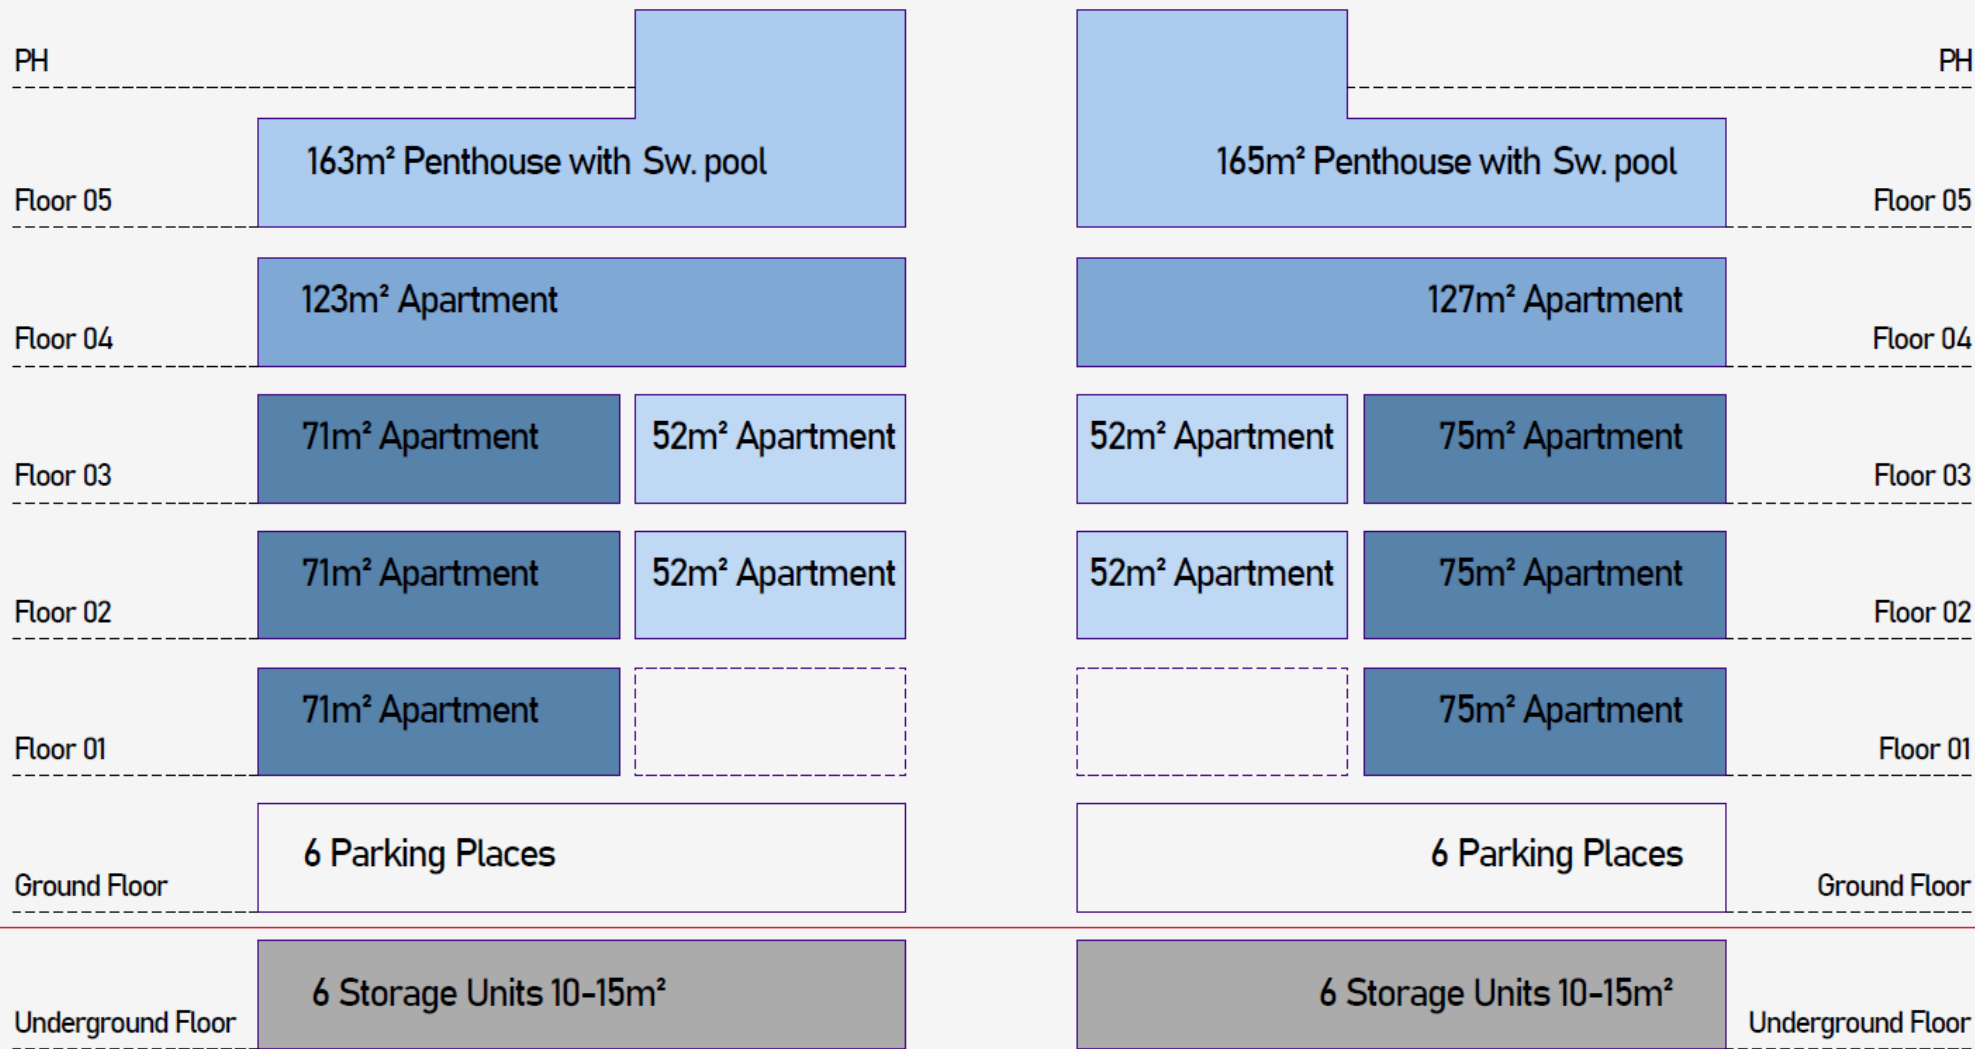 PH
PH
163m² Penthouse with Sw. pool
165m² Penthouse with Sw. pool
Floor 05
Floor 05
123m² Apartment
127m² Apartment
Floor 04
Floor 04
71m² Apartment
52m² Apartment
52m² Apartment
75m² Apartment
Floor 03
Floor 03
71m² Apartment
52m² Apartment
52m² Apartment
75m² Apartment
Floor 02
Floor 02
71m² Apartment
75m² Apartment
Floor 01
Floor 01
6 Parking Places
6 Parking Places
Ground Floor
Ground Floor
6 Storage Units 10-15m²
6 Storage Units 10-15m²
Underground Floor
Underground Floor